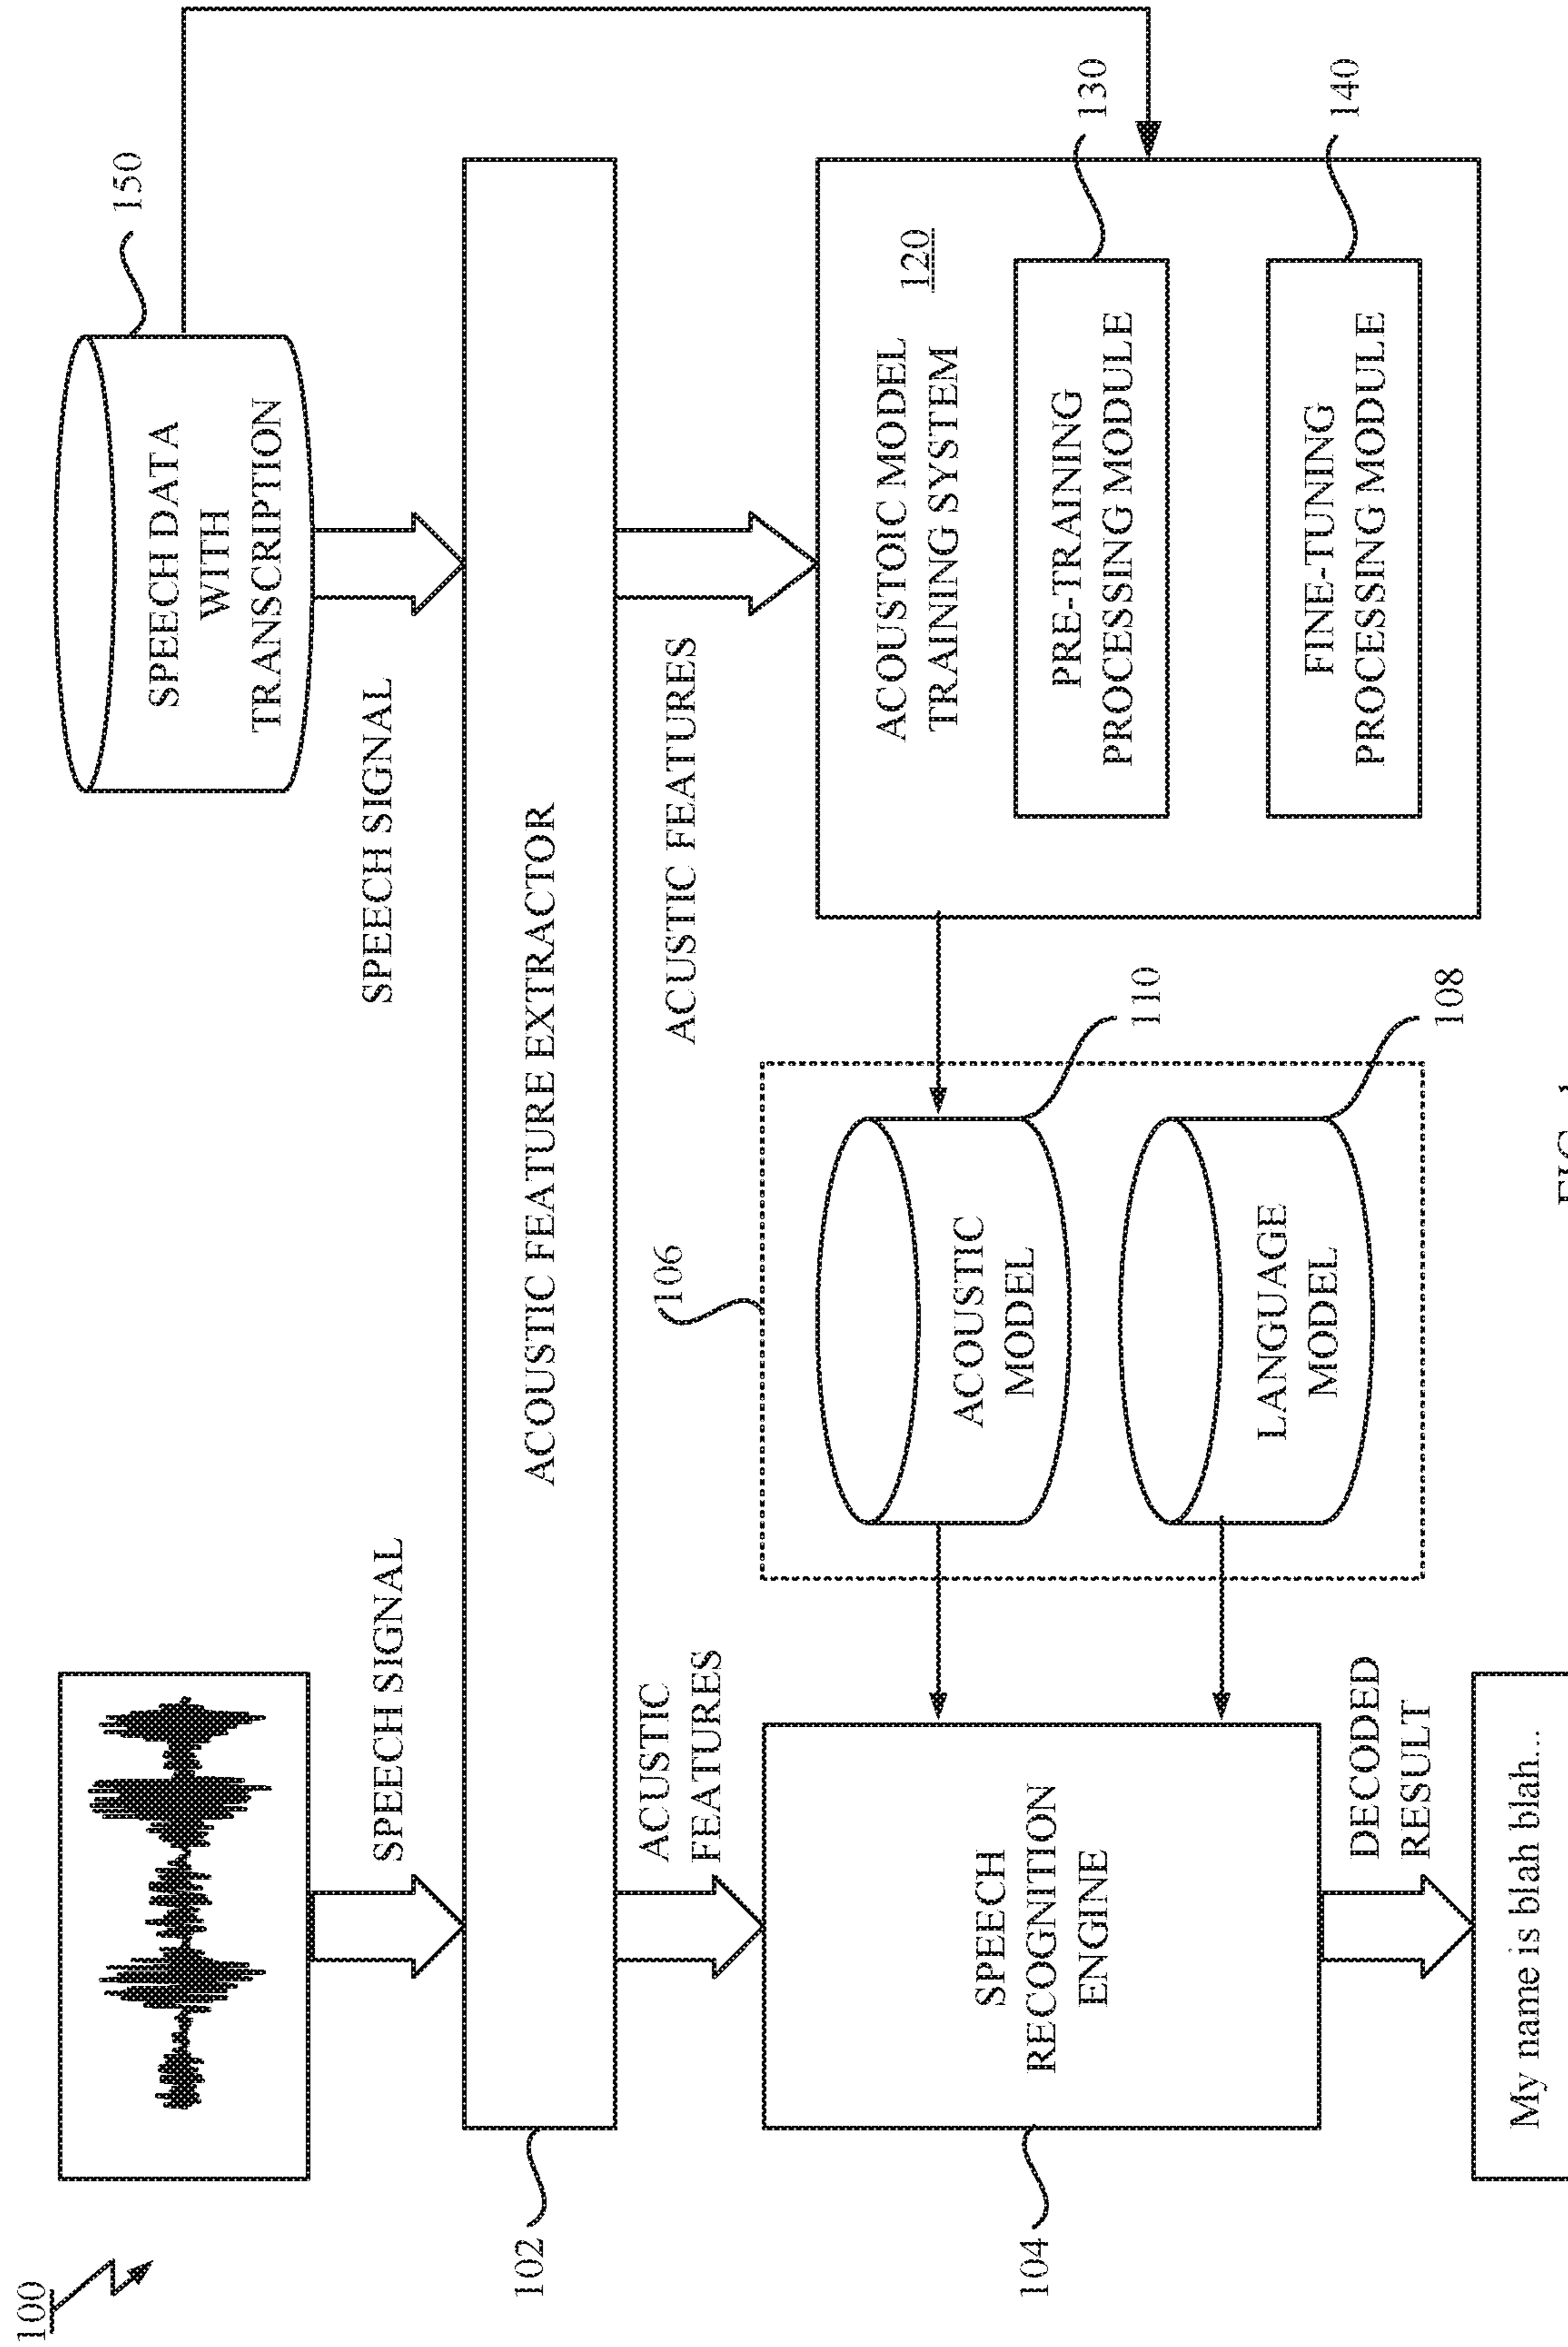 100
150
SPEECH DATA
WITH
TRANSCRIPTION
SPEECH SIGNAL
SPEECH SIGNAL
102
ACOUSTIC FEATURE EXTRACTOR
ACUSTIC
FEATURES
ACUSTIC FEATURES
106
104
SPEECH
RECOGNITION
ENGINE
ACOUSTIC
MODEL
110
LANGUAGE
MODEL
108
ACOUSTOIC MODEL
TRAINING SYSTEM
120
PRE-TRAINING
PROCESSING MODULE
130
FINE-TUNING
PROCESSING MODULE
140
DECODED
RESULT
My name is blah blah...